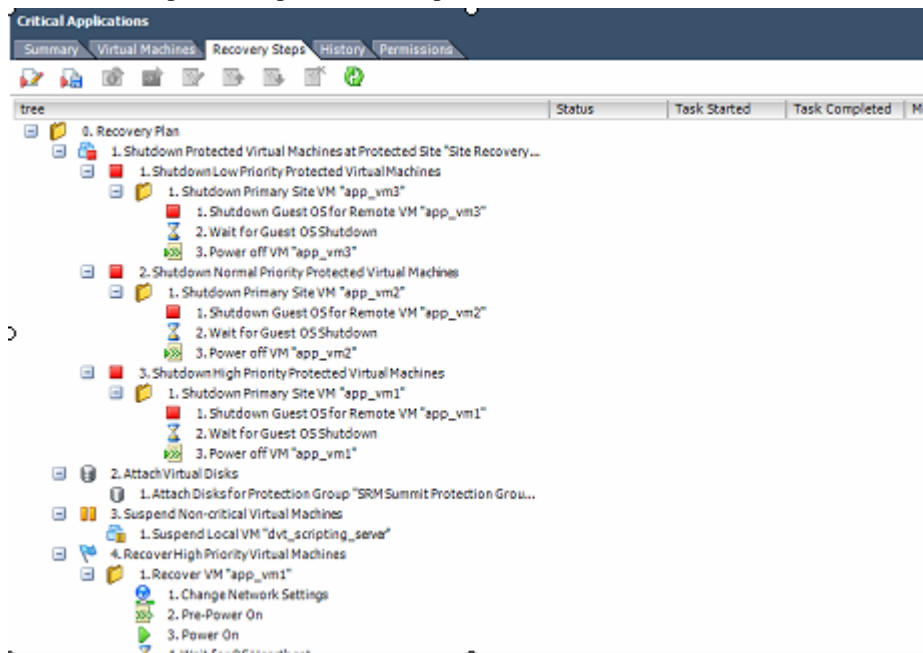 Critical Applications
Summary Virtual Machines Recovery Steps History Permissions
tree Status Task Started Task Completed
0. Recovery Plan
1. Shutdown Protected Virtual Machines at Protected Site "Site Recovery...
1. Shutdown Low Priority Protected Virtual Machines
1. Shutdown Primary Site VM "app_vm3"
1. Shutdown Guest OS for Remote VM "app_vm3"
2. Wait for Guest OS Shutdown
3. Power off VM "app_vm3"
2. Shutdown Normal Priority Protected Virtual Machines
1. Shutdown Primary Site VM "app_vm2"
1. Shutdown Guest OS for Remote VM "app_vm2"
2. Wait for Guest OS Shutdown
3. Power off VM "app_vm2"
3. Shutdown High Priority Protected Virtual Machines
1. Shutdown Primary Site VM "app_vm1"
1. Shutdown Guest OS for Remote VM "app_vm1"
2. Wait for Guest OS Shutdown
3. Power off VM "app_vm1"
2. Attach Virtual Disks
1. Attach Disks for Protection Group "SRM Summit Protection Grou...
3. Suspend Non-critical Virtual Machines
1. Suspend Local VM "dvt_scripting_server"
4. Recover High Priority Virtual Machines
1. Recover VM "app_vm1"
1. Change Network Settings
2. Pre-Power On
3. Power On
4. Wait for OS Heartbeat